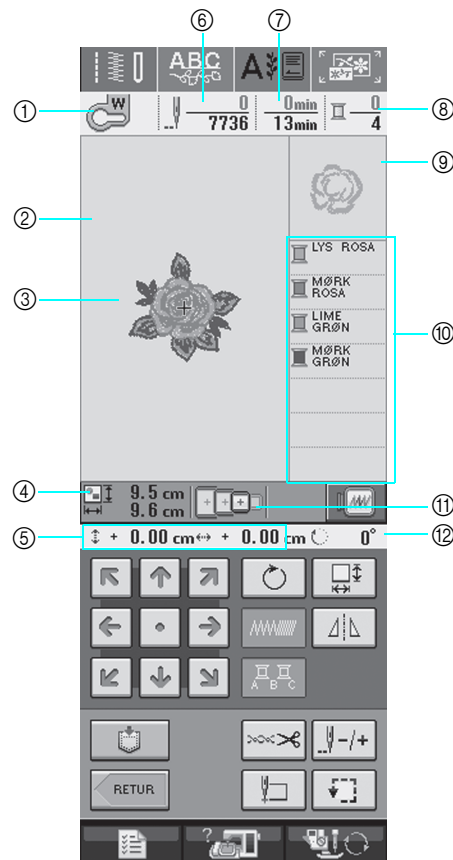 ⑥ ⑦
ABC A
① W 0 0min 0 ⑧
7736 13min 4
⑨
②
LYS ROSA
③
MØRK
ROSA
LIME
GRØN
⑩
MØRK
GRØN
④ 9.5 cm
9.6 cm ⑪
⑤ + 0.00 cm + 0.00 cm 0° ⑫
A B C
-/+
RETUR
?